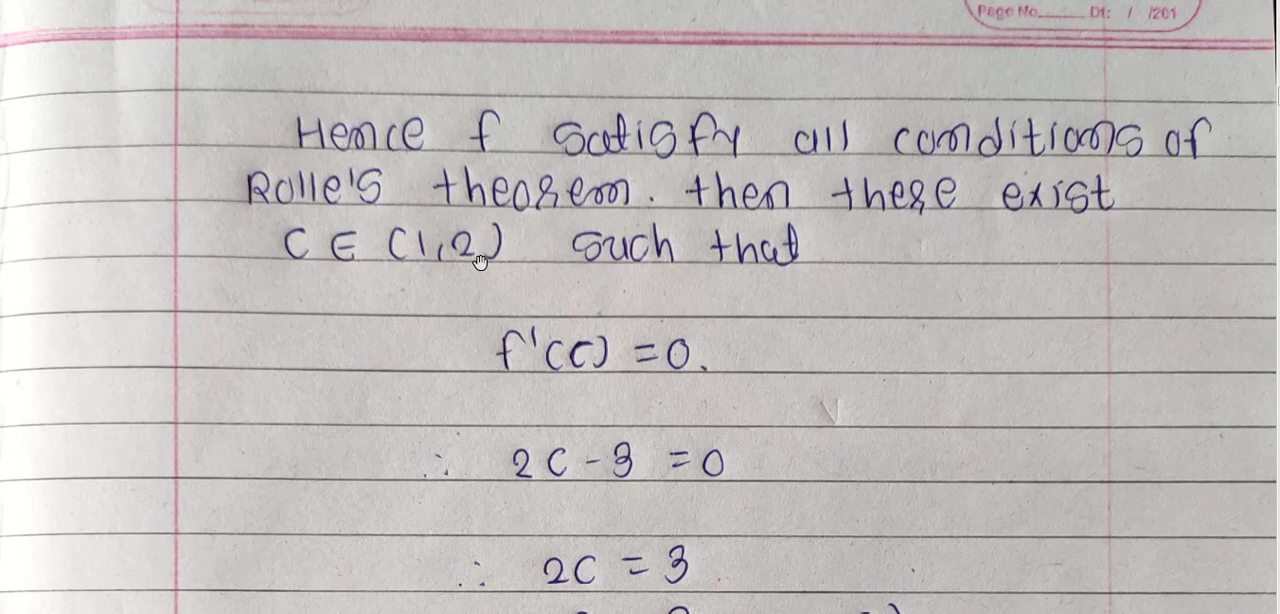 Page No. Dt: / /201
Hence f satisfy all conditions of
Rolle's theorem. then there exist
C ∈ (1,2) such that
f'(c) = 0.
∴ 2C - 3 = 0
∴ 2C = 3